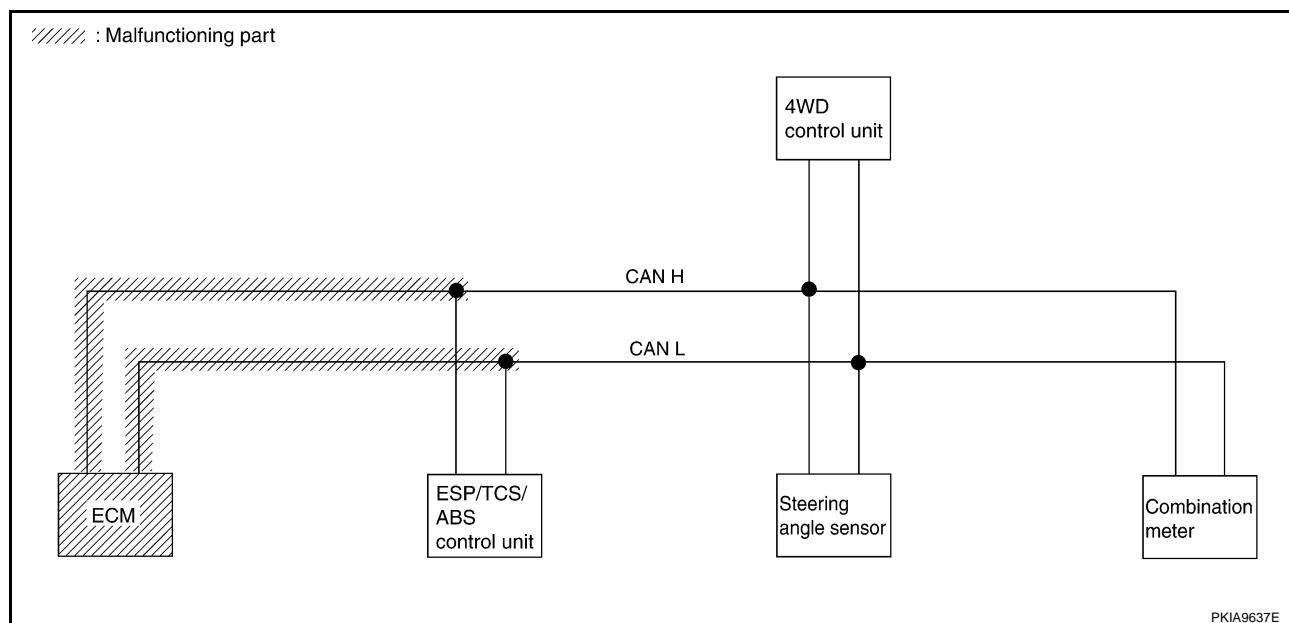 : Malfunctioning part
4WD
control unit
CAN H
CAN L
ECM
ESP/TCS/
ABS
control unit
Steering
angle sensor
Combination
meter
PKIA9637E